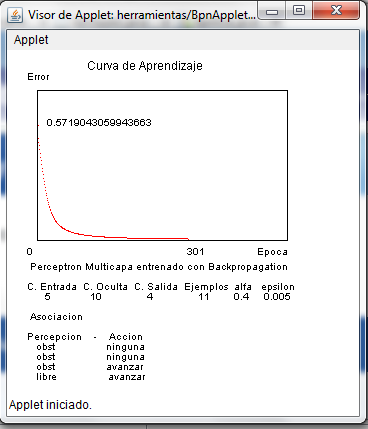 Visor de Applet: herramientas/BpnApplet...
Applet
Curva de Aprendizaje
Error
0.5719043059943663
0 301 Epoca
Perceptron Multicapa entrenado con Backpropagation
C. Entrada C. Oculta C. Salida Ejemplos alfa epsilon
5 10 4 11 0.4 0.005
Asociacion
Percepcion - Accion
obst ninguna
obst ninguna
obst avanzar
libre avanzar
Applet iniciado.